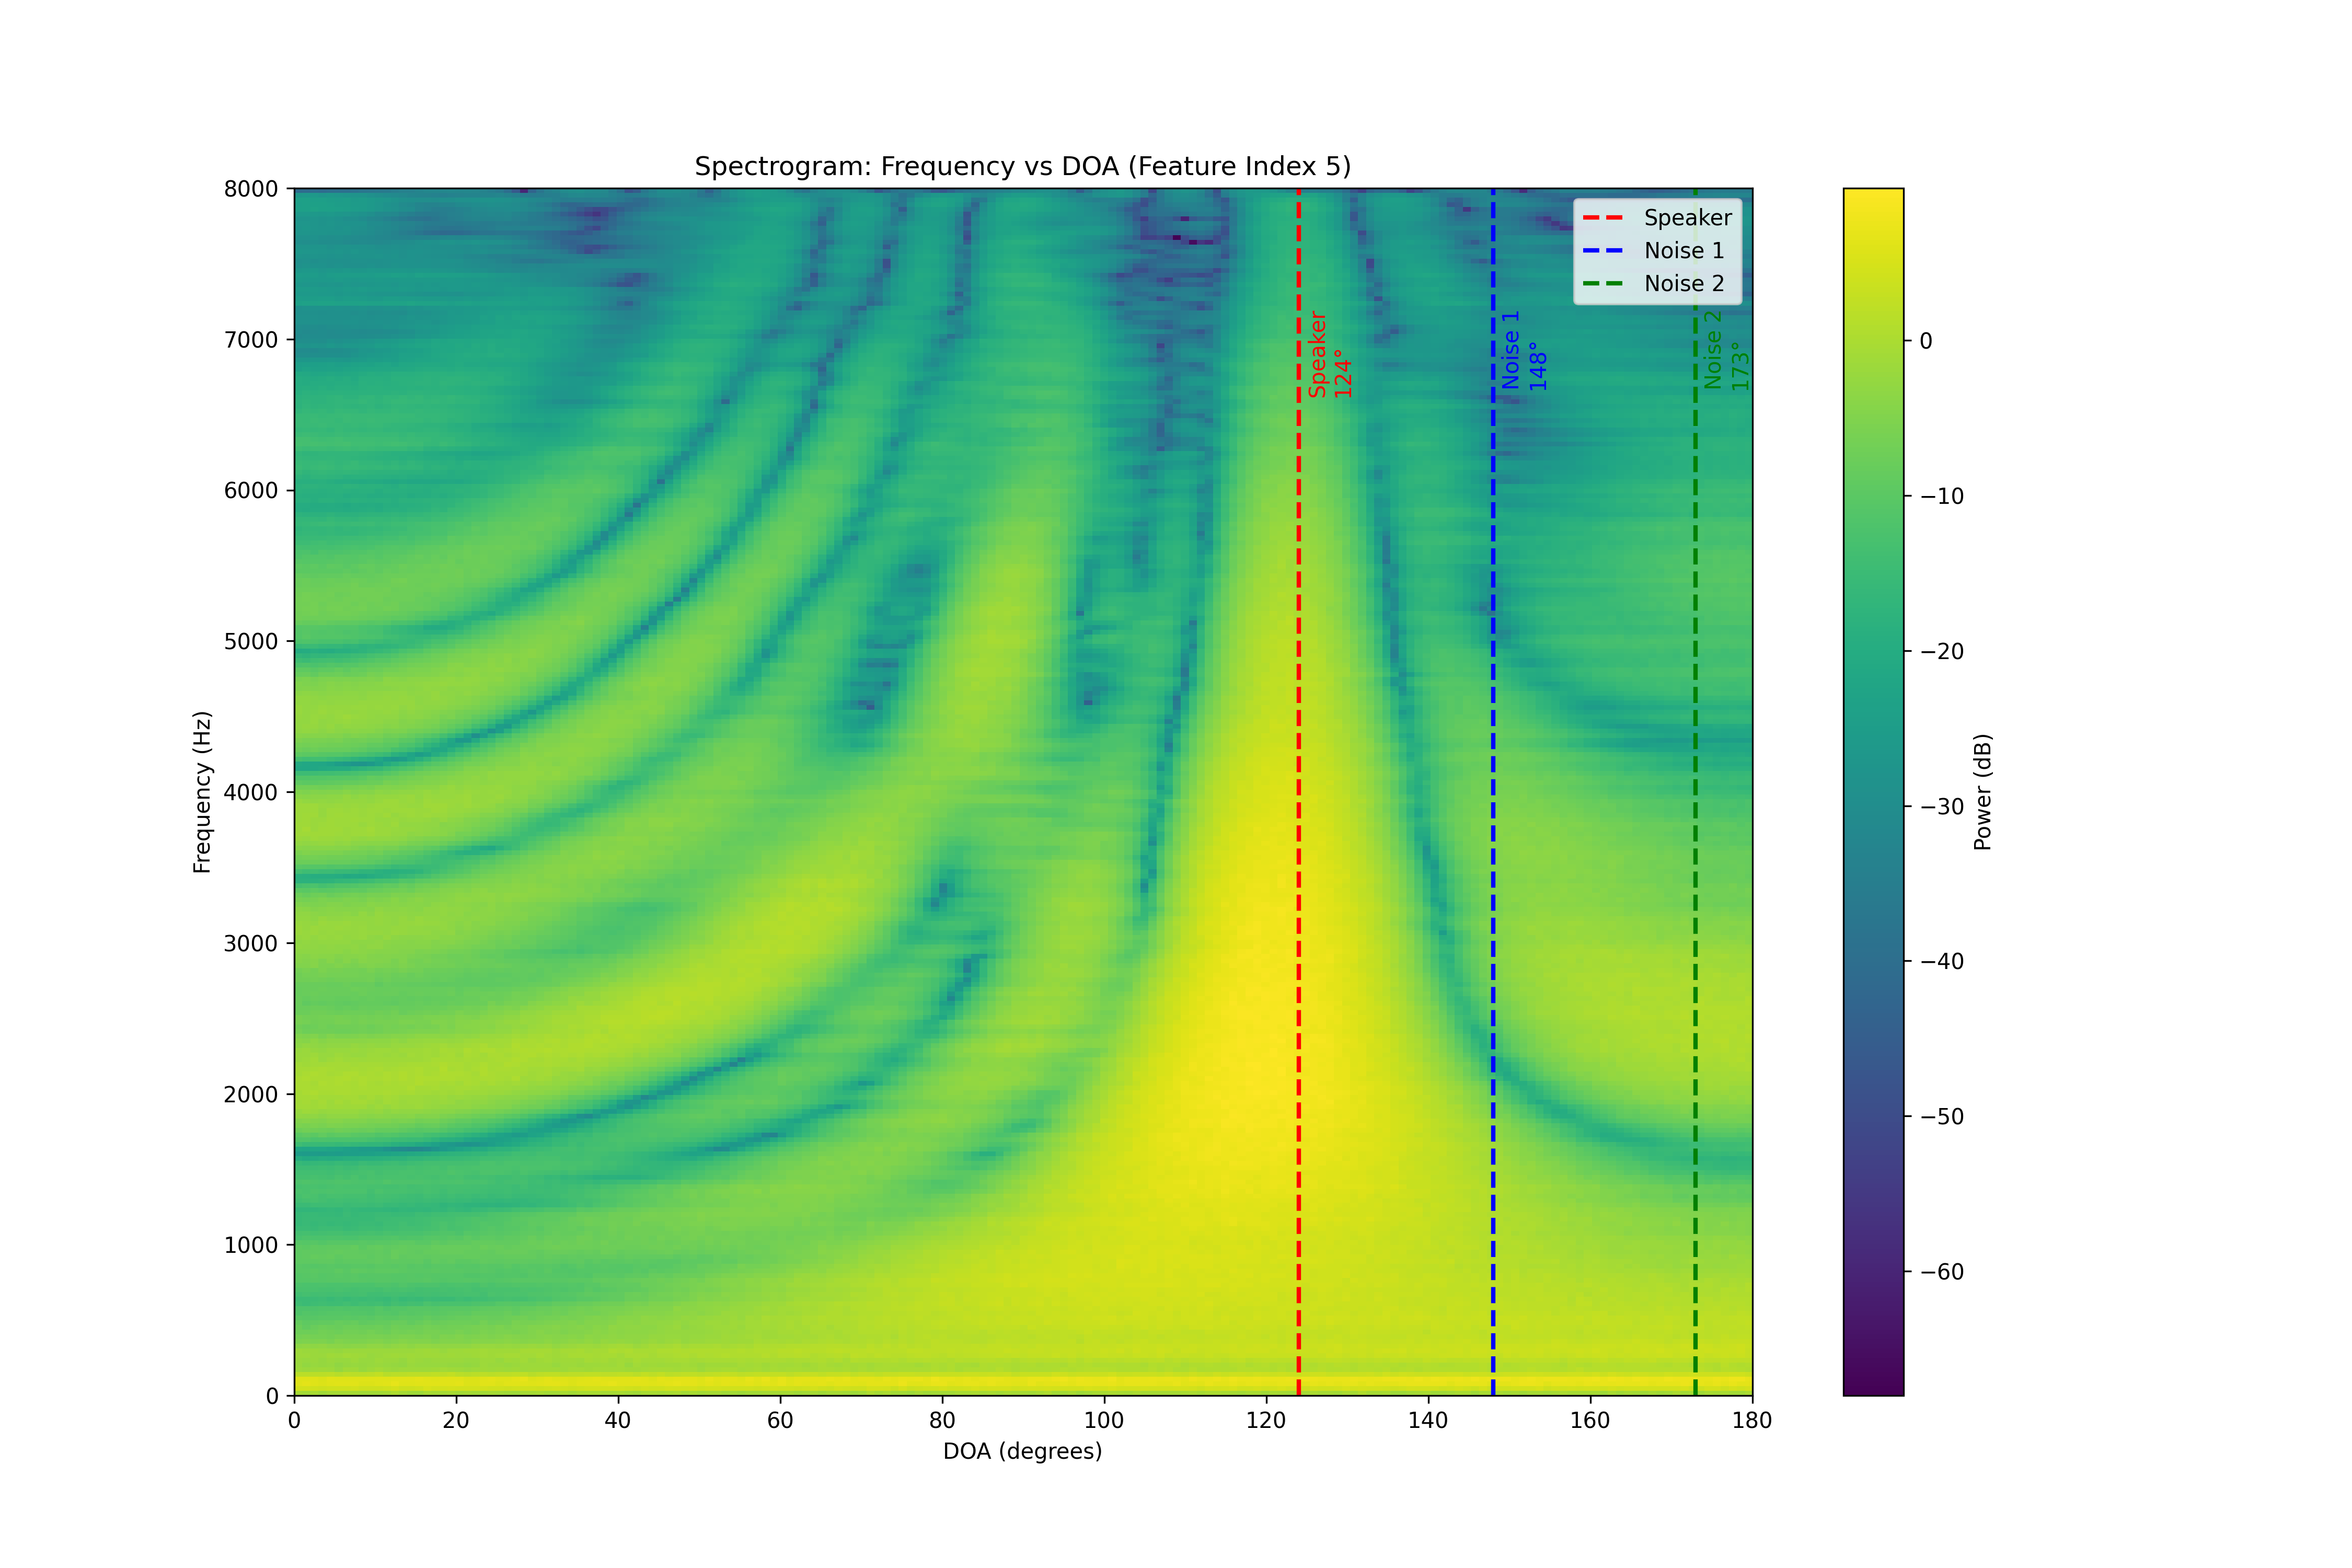 Spectrogram: Frequency vs DOA (Feature Index 5)
Frequency (Hz)
8000
7000
6000
5000
4000
3000
2000
1000
0
0
20
40
60
80
100
120
140
160
180
DOA (degrees)
Speaker
Noise 1
Noise 2
Speaker
124°
Noise 1
148°
Noise 2
173°
0
−10
−20
−30
−40
−50
−60
Power (dB)